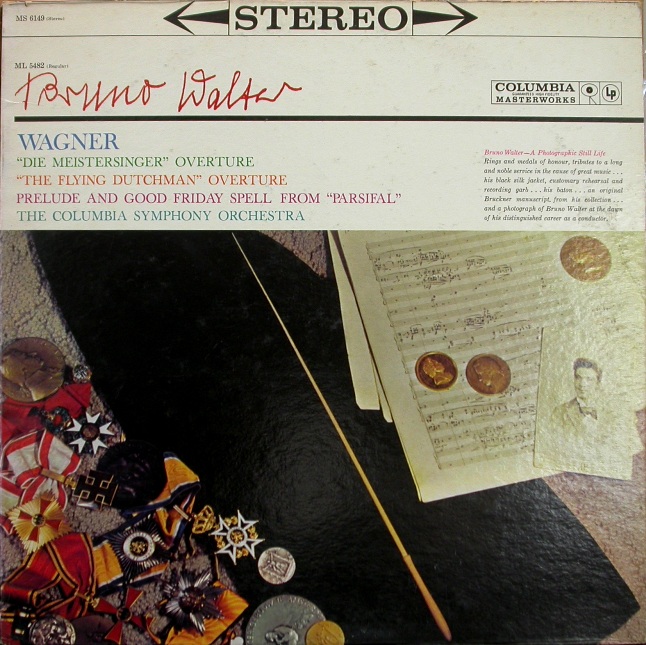 MS 6149 (Stereo)
STEREO
ML 5482 (Regular)
Bruno Walter
COLUMBIA
GUARANTEED HIGH FIDELITY
MASTERWORKS
LP
WAGNER
"DIE MEISTERSINGER" OVERTURE
"THE FLYING DUTCHMAN" OVERTURE
PRELUDE AND GOOD FRIDAY SPELL FROM "PARSIFAL"
THE COLUMBIA SYMPHONY ORCHESTRA
Bruno Walter—A Photographic Still Life
Rings and medals of honour, tributes to a long
and noble service in the cause of great music . . .
his black silk jacket, customary rehearsal and
recording garb . . . his baton . . . an original
Bruckner manuscript, from his collection . . .
and a photograph of Bruno Walter at the dawn
of his distinguished career as a conductor.